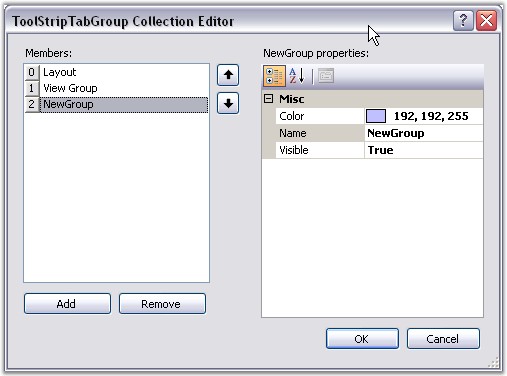 ToolStripTabGroup Collection Editor
?
Members:
0 Layout
1 View Group
2 NewGroup
Add
Remove
NewGroup properties:
A Z
Misc
Color 192, 192, 255
Name NewGroup
Visible True
OK
Cancel